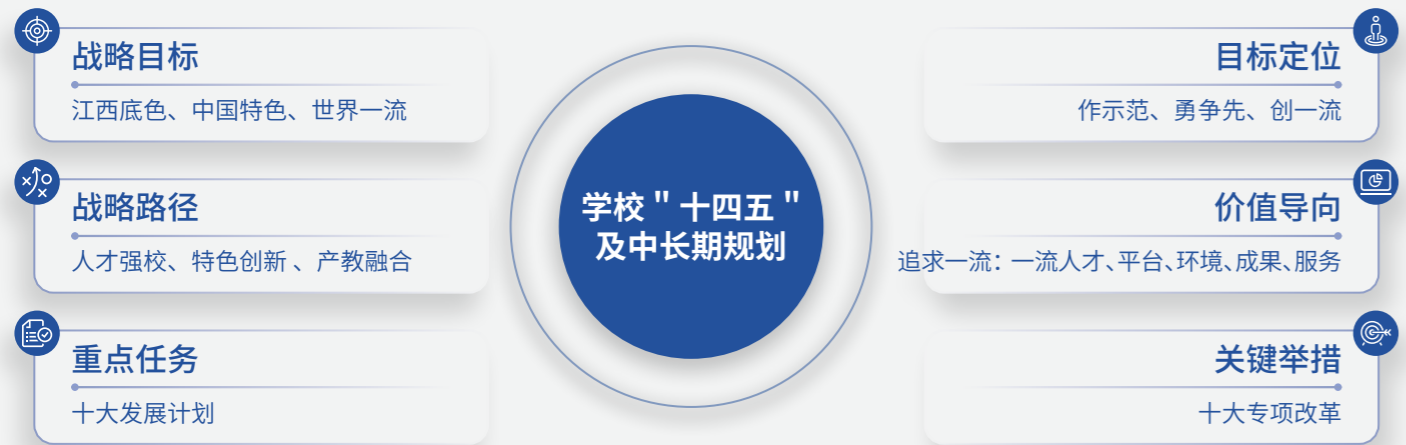 战略目标
江西底色、中国特色、世界一流
战略路径
人才强校、特色创新 、产教融合
重点任务
十大发展计划
学校＂十四五＂
及中长期规划
目标定位
作示范、勇争先、创一流
价值导向
追求一流：一流人才、平台、环境、成果、服务
关键举措
十大专项改革